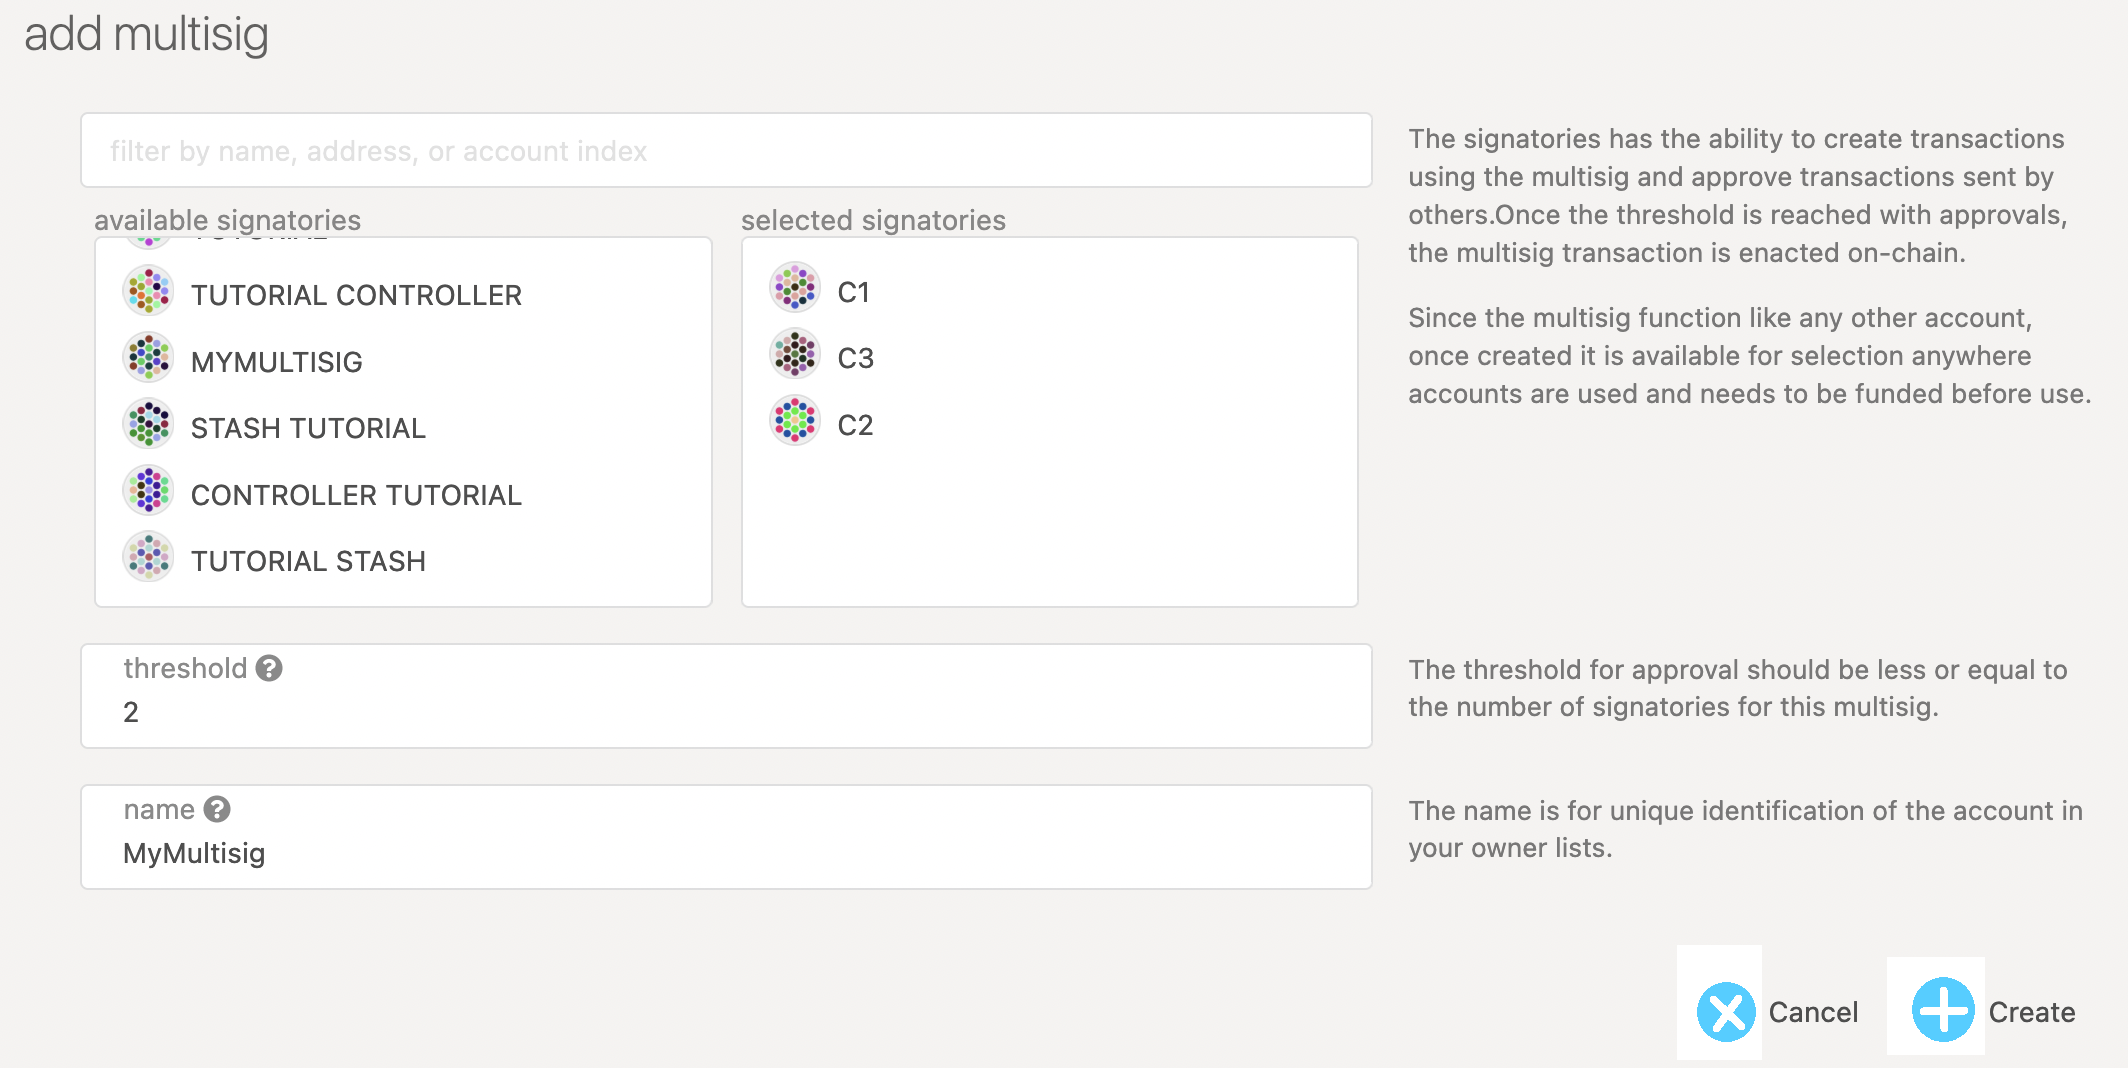 add multisig
filter by name, address, or account index
available signatories
TUTORIAL CONTROLLER
MYMULTISIG
STASH TUTORIAL
CONTROLLER TUTORIAL
TUTORIAL STASH
selected signatories
C1
C3
C2
The signatories has the ability to create transactions
using the multisig and approve transactions sent by
others.Once the threshold is reached with approvals,
the multisig transaction is enacted on-chain.
Since the multisig function like any other account,
once created it is available for selection anywhere
accounts are used and needs to be funded before use.
threshold ?
2
The threshold for approval should be less or equal to
the number of signatories for this multisig.
name ?
MyMultisig
The name is for unique identification of the account in
your owner lists.
Cancel
Create